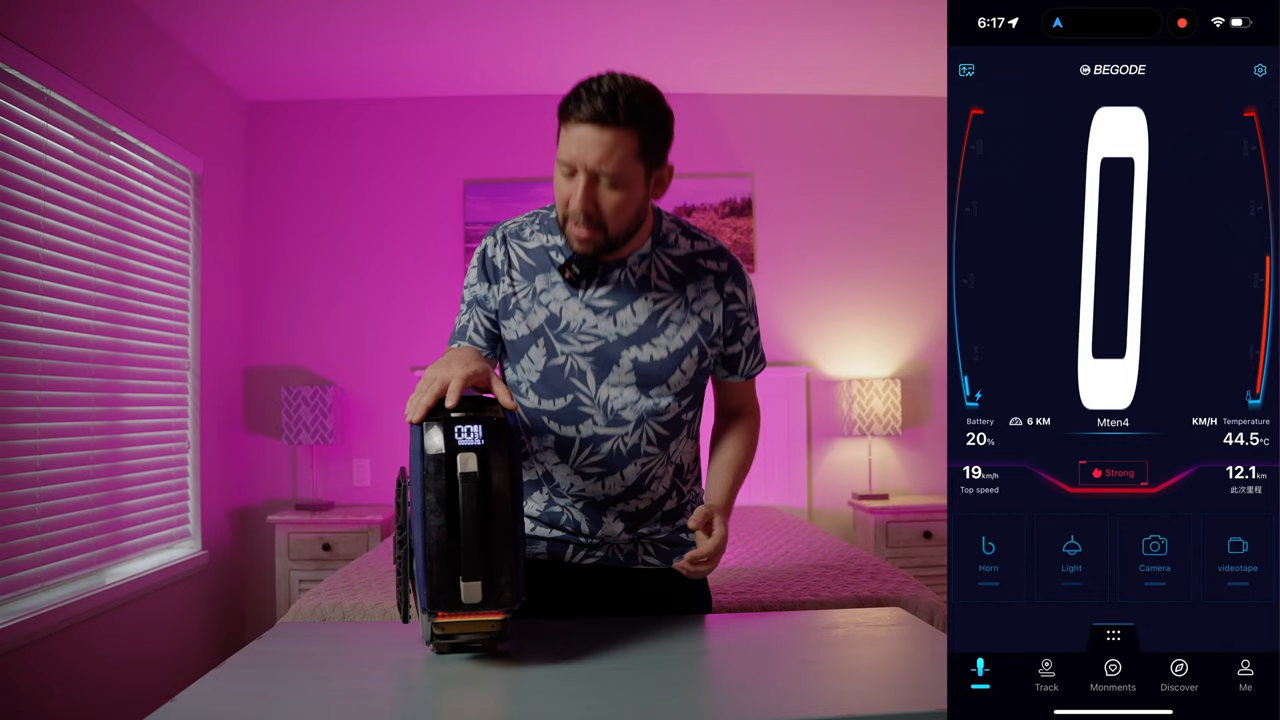 6:17
BEGODE
Battery
20%
6 KM
Mten4
KM/H
Temperature
44.5°C
19km/h
Top speed
Strong
12.1km
此次里程
Horn
Light
Camera
videotape
Track
Monments
Discover
Me